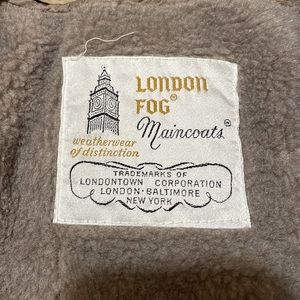 LONDON
FOG®
Maincoats®
weatherwear
of distinction
TRADEMARKS OF
LONDONTOWN CORPORATION
LONDON · BALTIMORE
NEW YORK